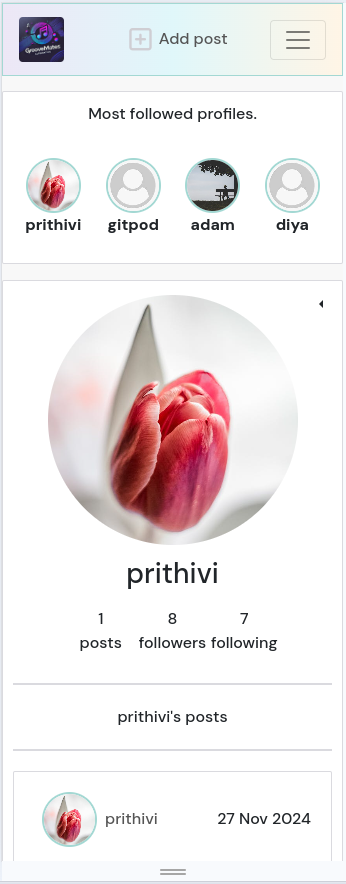 GrooveMates
Add post
Most followed profiles.
prithivi gitpod adam diya
prithivi
1 8 7
posts followers following
prithivi's posts
prithivi 27 Nov 2024